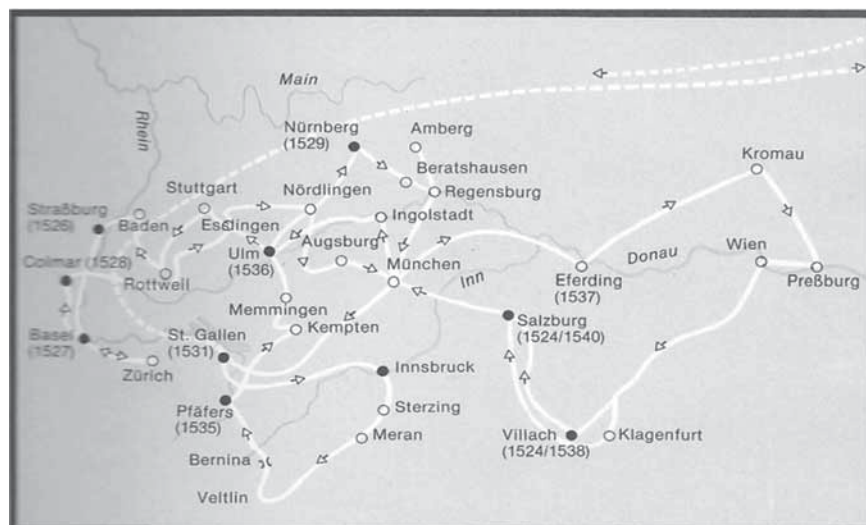 Main
Rhein
Nürnberg
(1529)
Amberg
Beratshausen
Regensburg
Kromau
Stuttgart
Nördlingen
Ingolstadt
Straßburg
(1526)
Baden
Esslingen
Ulm
(1536)
Augsburg
München
Inn
Donau
Wien
Preßburg
Colmar (1528)
Rottweil
Eferding
(1537)
Memmingen
Kempten
Basel
(1527)
Zürich
St. Gallen
(1531)
Salzburg
(1524/1540)
Innsbruck
Pfäfers
(1535)
Sterzing
Meran
Villach
(1524/1538)
Klagenfurt
Bernina
Veltlin